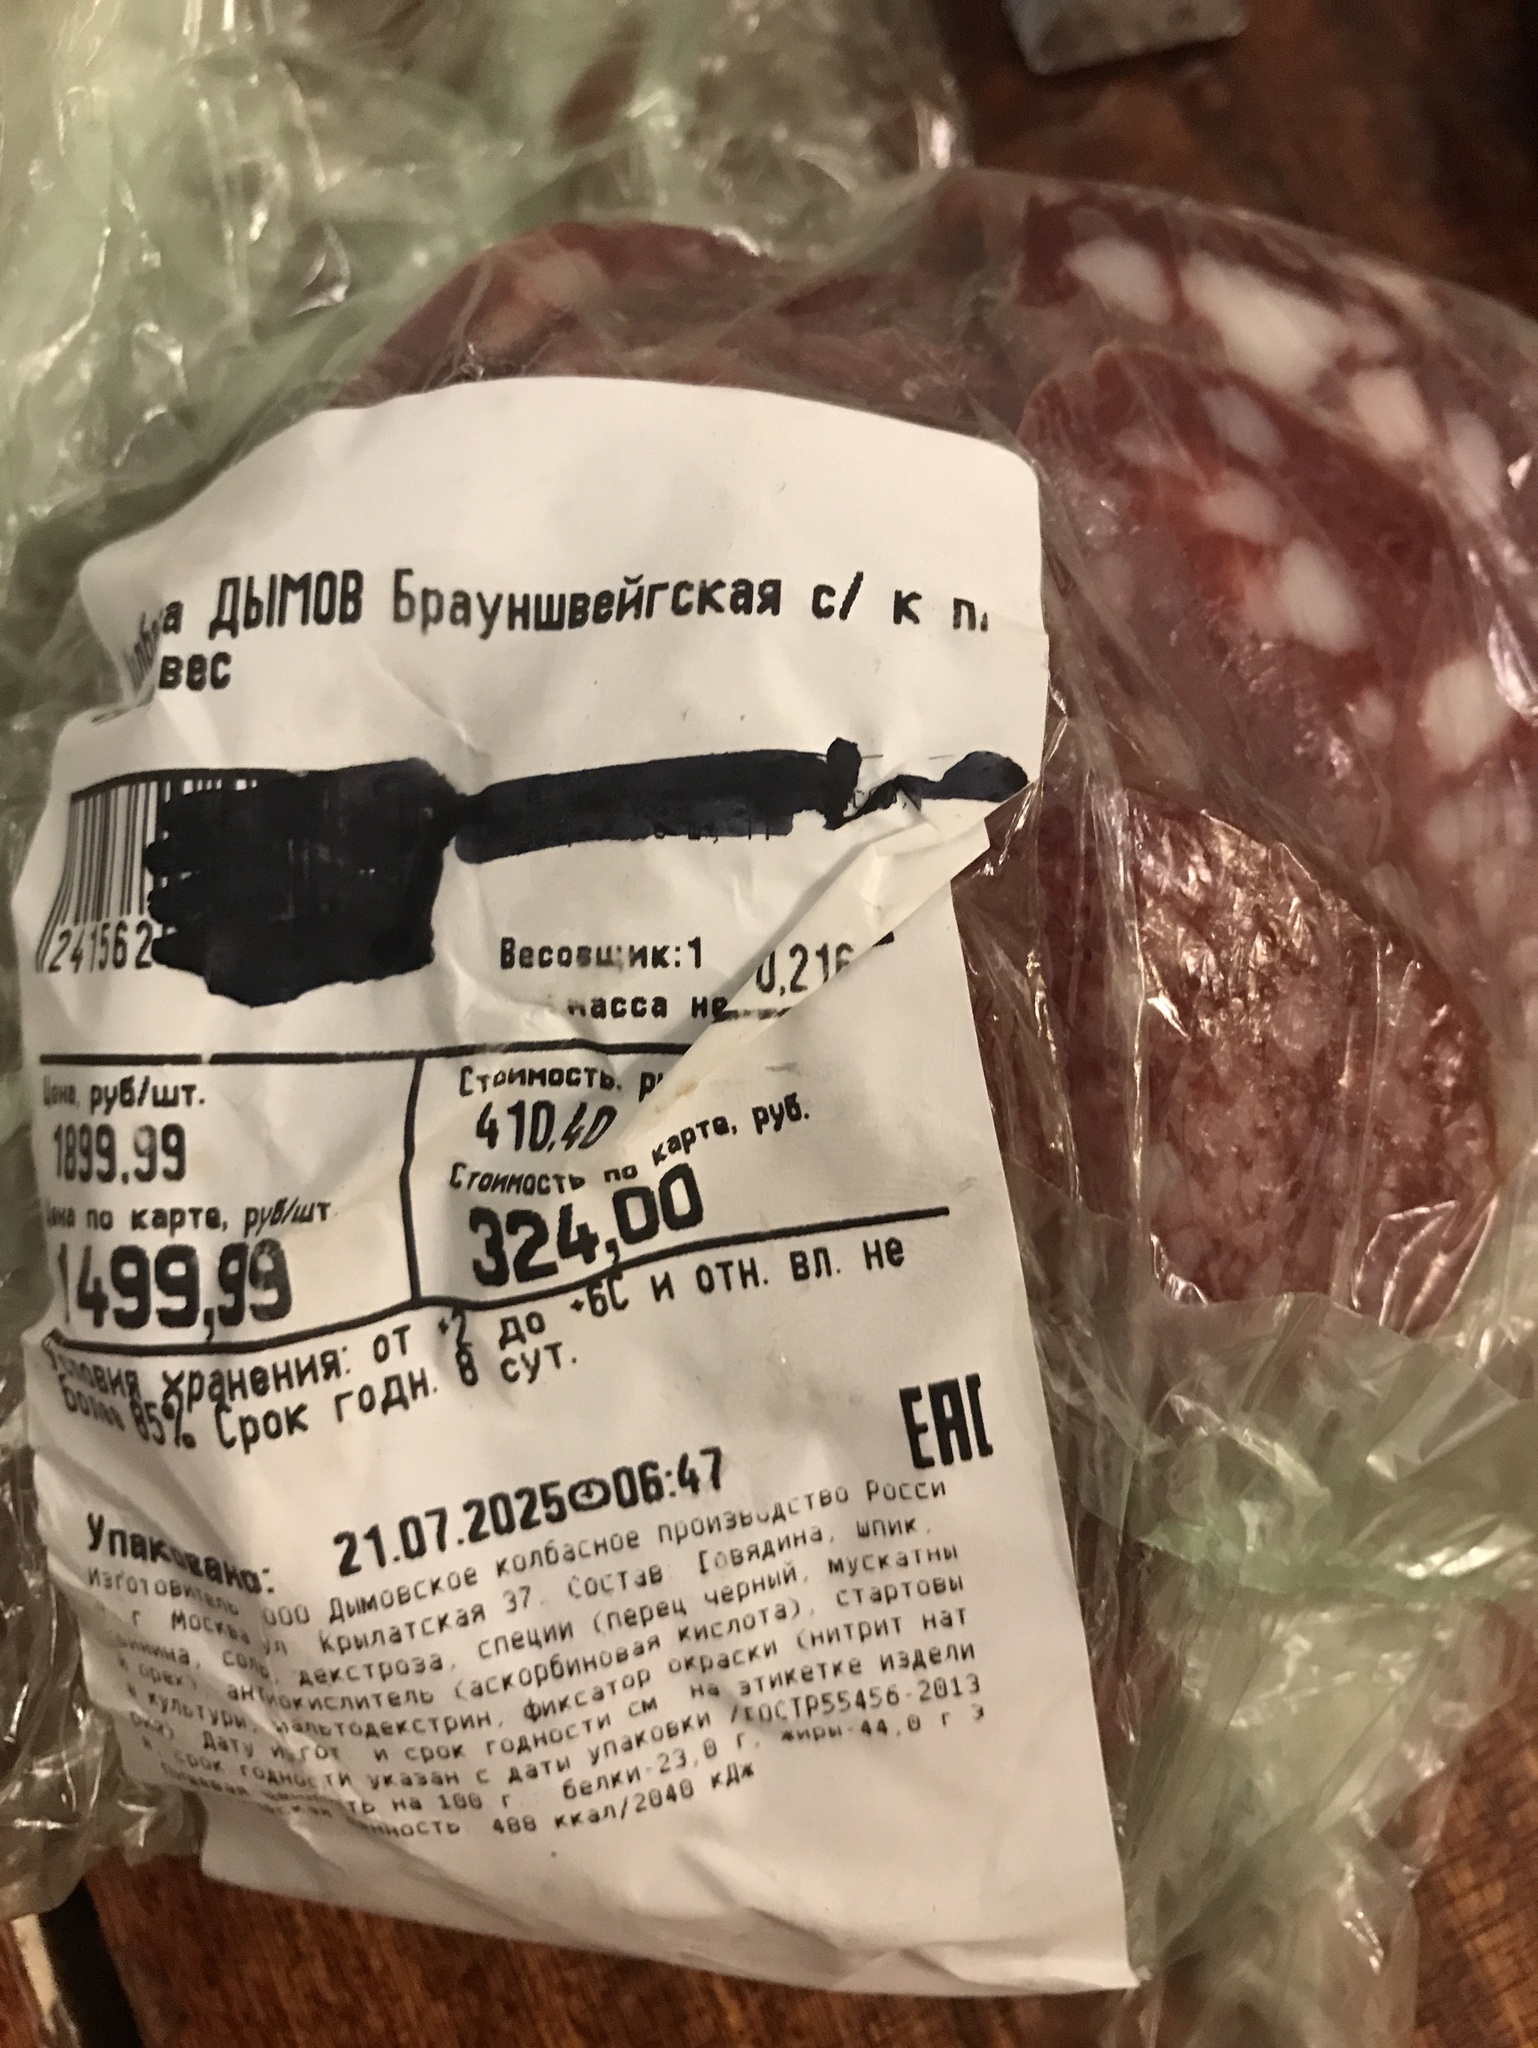 ДЫМОВ Брауншвейгская с/ к п.
вес
241562
Весовщик:1 0,216
масса не
Цена, руб/шт.
1899.99
Цена по карте, руб/шт.
1499,99
Стоимость, ру
410.40
Стоимость по карте, руб.
324,00
Условия хранения: от +2 до +6С и отн. вл. не
более 85%. Срок годн. 8 сут.
EAC
Упаковано: 21.07.2025 06:47
Изготовитель ООО Дымовское колбасное производство Росси
г Москва ул Крылатская 37. Состав Говядина, шпик,
соль, декстроза, специи (перец черный, мускатны
й орех), антиокислитель (аскорбиновая кислота), стартовы
е культуры, мальтодекстрин, фиксатор окраски (нитрит нат
Дату изгот и срок годности см на этикетке издели
я срок годности указан с даты упаковки /ГОСТР55456-2013
на 100 г. белки-23,0 г, жиры-44,0 г Э
488 ккал/2040 кДж